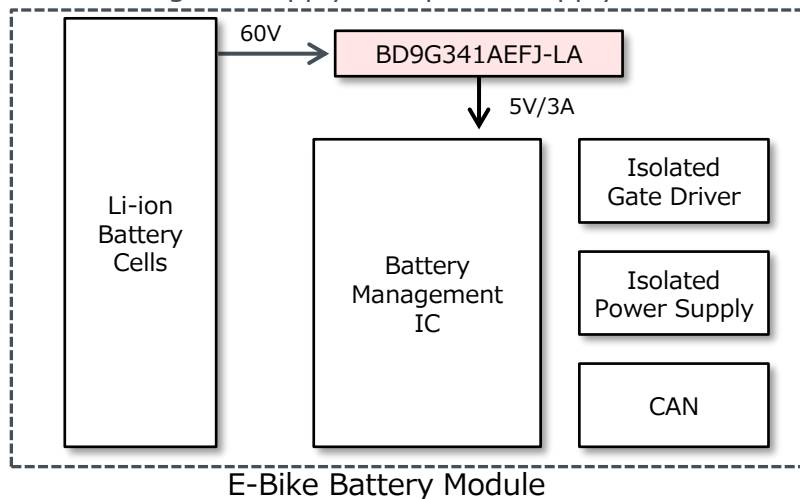 60V
BD9G341AEFJ-LA
5V/3A
Li-ion
Battery
Cells
Battery
Management
IC
Isolated
Gate Driver
Isolated
Power Supply
CAN
E-Bike Battery Module